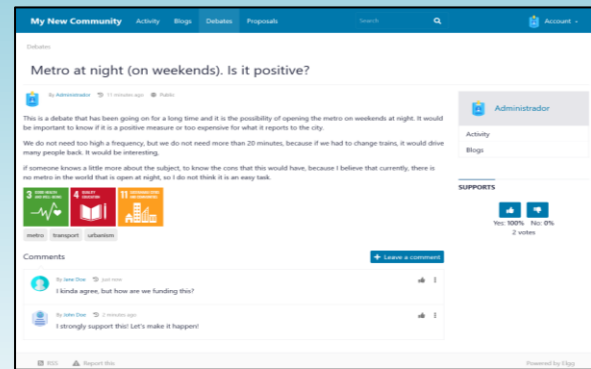 My New Community Activity Blogs Debates Proposals Search Account
Debates
Metro at night (on weekends). Is it positive?
By Administrador 11 minutes ago Public
This is a debate that has been going on for a long time and it is the possibility of opening the metro on weekends at night. It would
be important to know if it is a positive measure or too expensive for what it reports to the city.
We do not need too high a frequency, but we do not need more than 20 minutes, because if we had to change trains, it would drive
many people back. It would be interesting,
If someone knows a little more about the subject, to know the cons that this would have, because I believe that currently, there is
no metro in the world that is open at night, so I do not think it is an easy task.
3 GOOD HEALTH AND WELL-BEING
4 QUALITY EDUCATION
11
metro transport urbanism
Comments
+ Leave a comment
By Jane Doe just now
I kinda agree, but how are we funding this?
By John Doe 2 minutes ago
I strongly support this! Let's make it happen!
Administrador
Activity
Blogs
SUPPORTS
Yes: 100% No: 0%
2 votes
RSS Report this Powered by Elgg